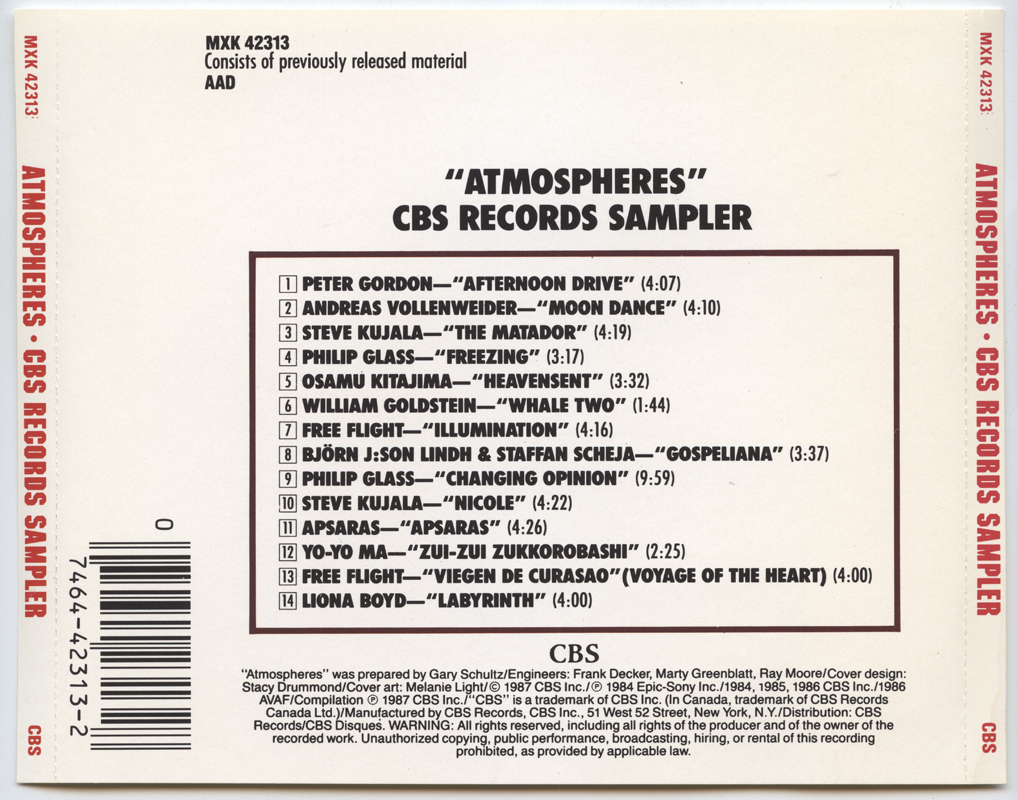 MXK 42313
Consists of previously released material
AAD
"ATMOSPHERES"
CBS RECORDS SAMPLER
1 PETER GORDON—"AFTERNOON DRIVE" (4:07)
2 ANDREAS VOLLENWEIDER—"MOON DANCE" (4:10)
3 STEVE KUJALA—"THE MATADOR" (4:19)
4 PHILIP GLASS—"FREEZING" (3:17)
5 OSAMU KITAJIMA—"HEAVENSENT" (3:32)
6 WILLIAM GOLDSTEIN—"WHALE TWO" (1:44)
7 FREE FLIGHT—"ILLUMINATION" (4:16)
8 BJÖRN J:SON LINDH & STAFFAN SCHEJA—"GOSPELIANA" (3:37)
9 PHILIP GLASS—"CHANGING OPINION" (9:59)
10 STEVE KUJALA—"NICOLE" (4:22)
11 APSARAS—"APSARAS" (4:26)
12 YO-YO MA—"ZUI-ZUI ZUKKOROBASHI" (2:25)
13 FREE FLIGHT—"VIEGEN DE CURASAO" (VOYAGE OF THE HEART) (4:00)
14 LIONA BOYD—"LABYRINTH" (4:00)
CBS
"Atmospheres" was prepared by Gary Schultz/Engineers: Frank Decker, Marty Greenblatt, Ray Moore/Cover design:
Stacy Drummond/Cover art: Melanie Light/© 1987 CBS Inc./℗ 1984 Epic-Sony Inc./1984, 1985, 1986 CBS Inc./1986
AVAF/Compilation ℗ 1987 CBS Inc./"CBS" is a trademark of CBS Inc. (In Canada, trademark of CBS Records
Canada Ltd.)/Manufactured by CBS Records, CBS Inc., 51 West 52 Street, New York, N.Y./Distribution: CBS
Records/CBS Disques. WARNING: All rights reserved, including all rights of the producer and of the owner of the
recorded work. Unauthorized copying, public performance, broadcasting, hiring, or rental of this recording
prohibited, as provided by applicable law.
0
7464-42313-2
MXK 42313 ATMOSPHERES • CBS RECORDS SAMPLER CBS
MXK 42313 ATMOSPHERES • CBS RECORDS SAMPLER CBS